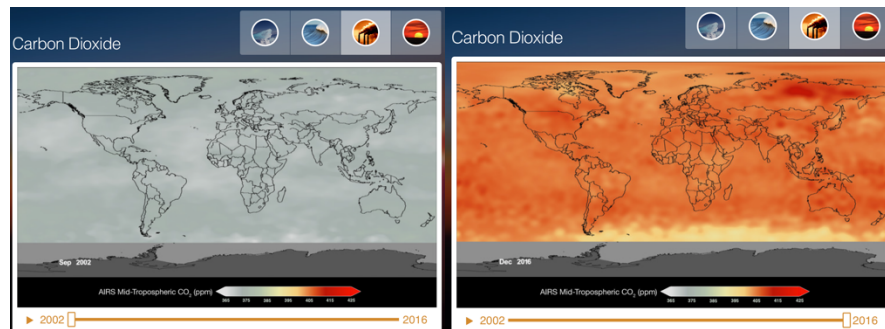 Carbon Dioxide
Sep 2002
AIRS Mid-Tropospheric CO₂ (ppm)
365 375 385 395 405 415 425
2002 2016
Carbon Dioxide
Dec 2016
AIRS Mid-Tropospheric CO₂ (ppm)
365 375 385 395 405 415 425
2002 2016